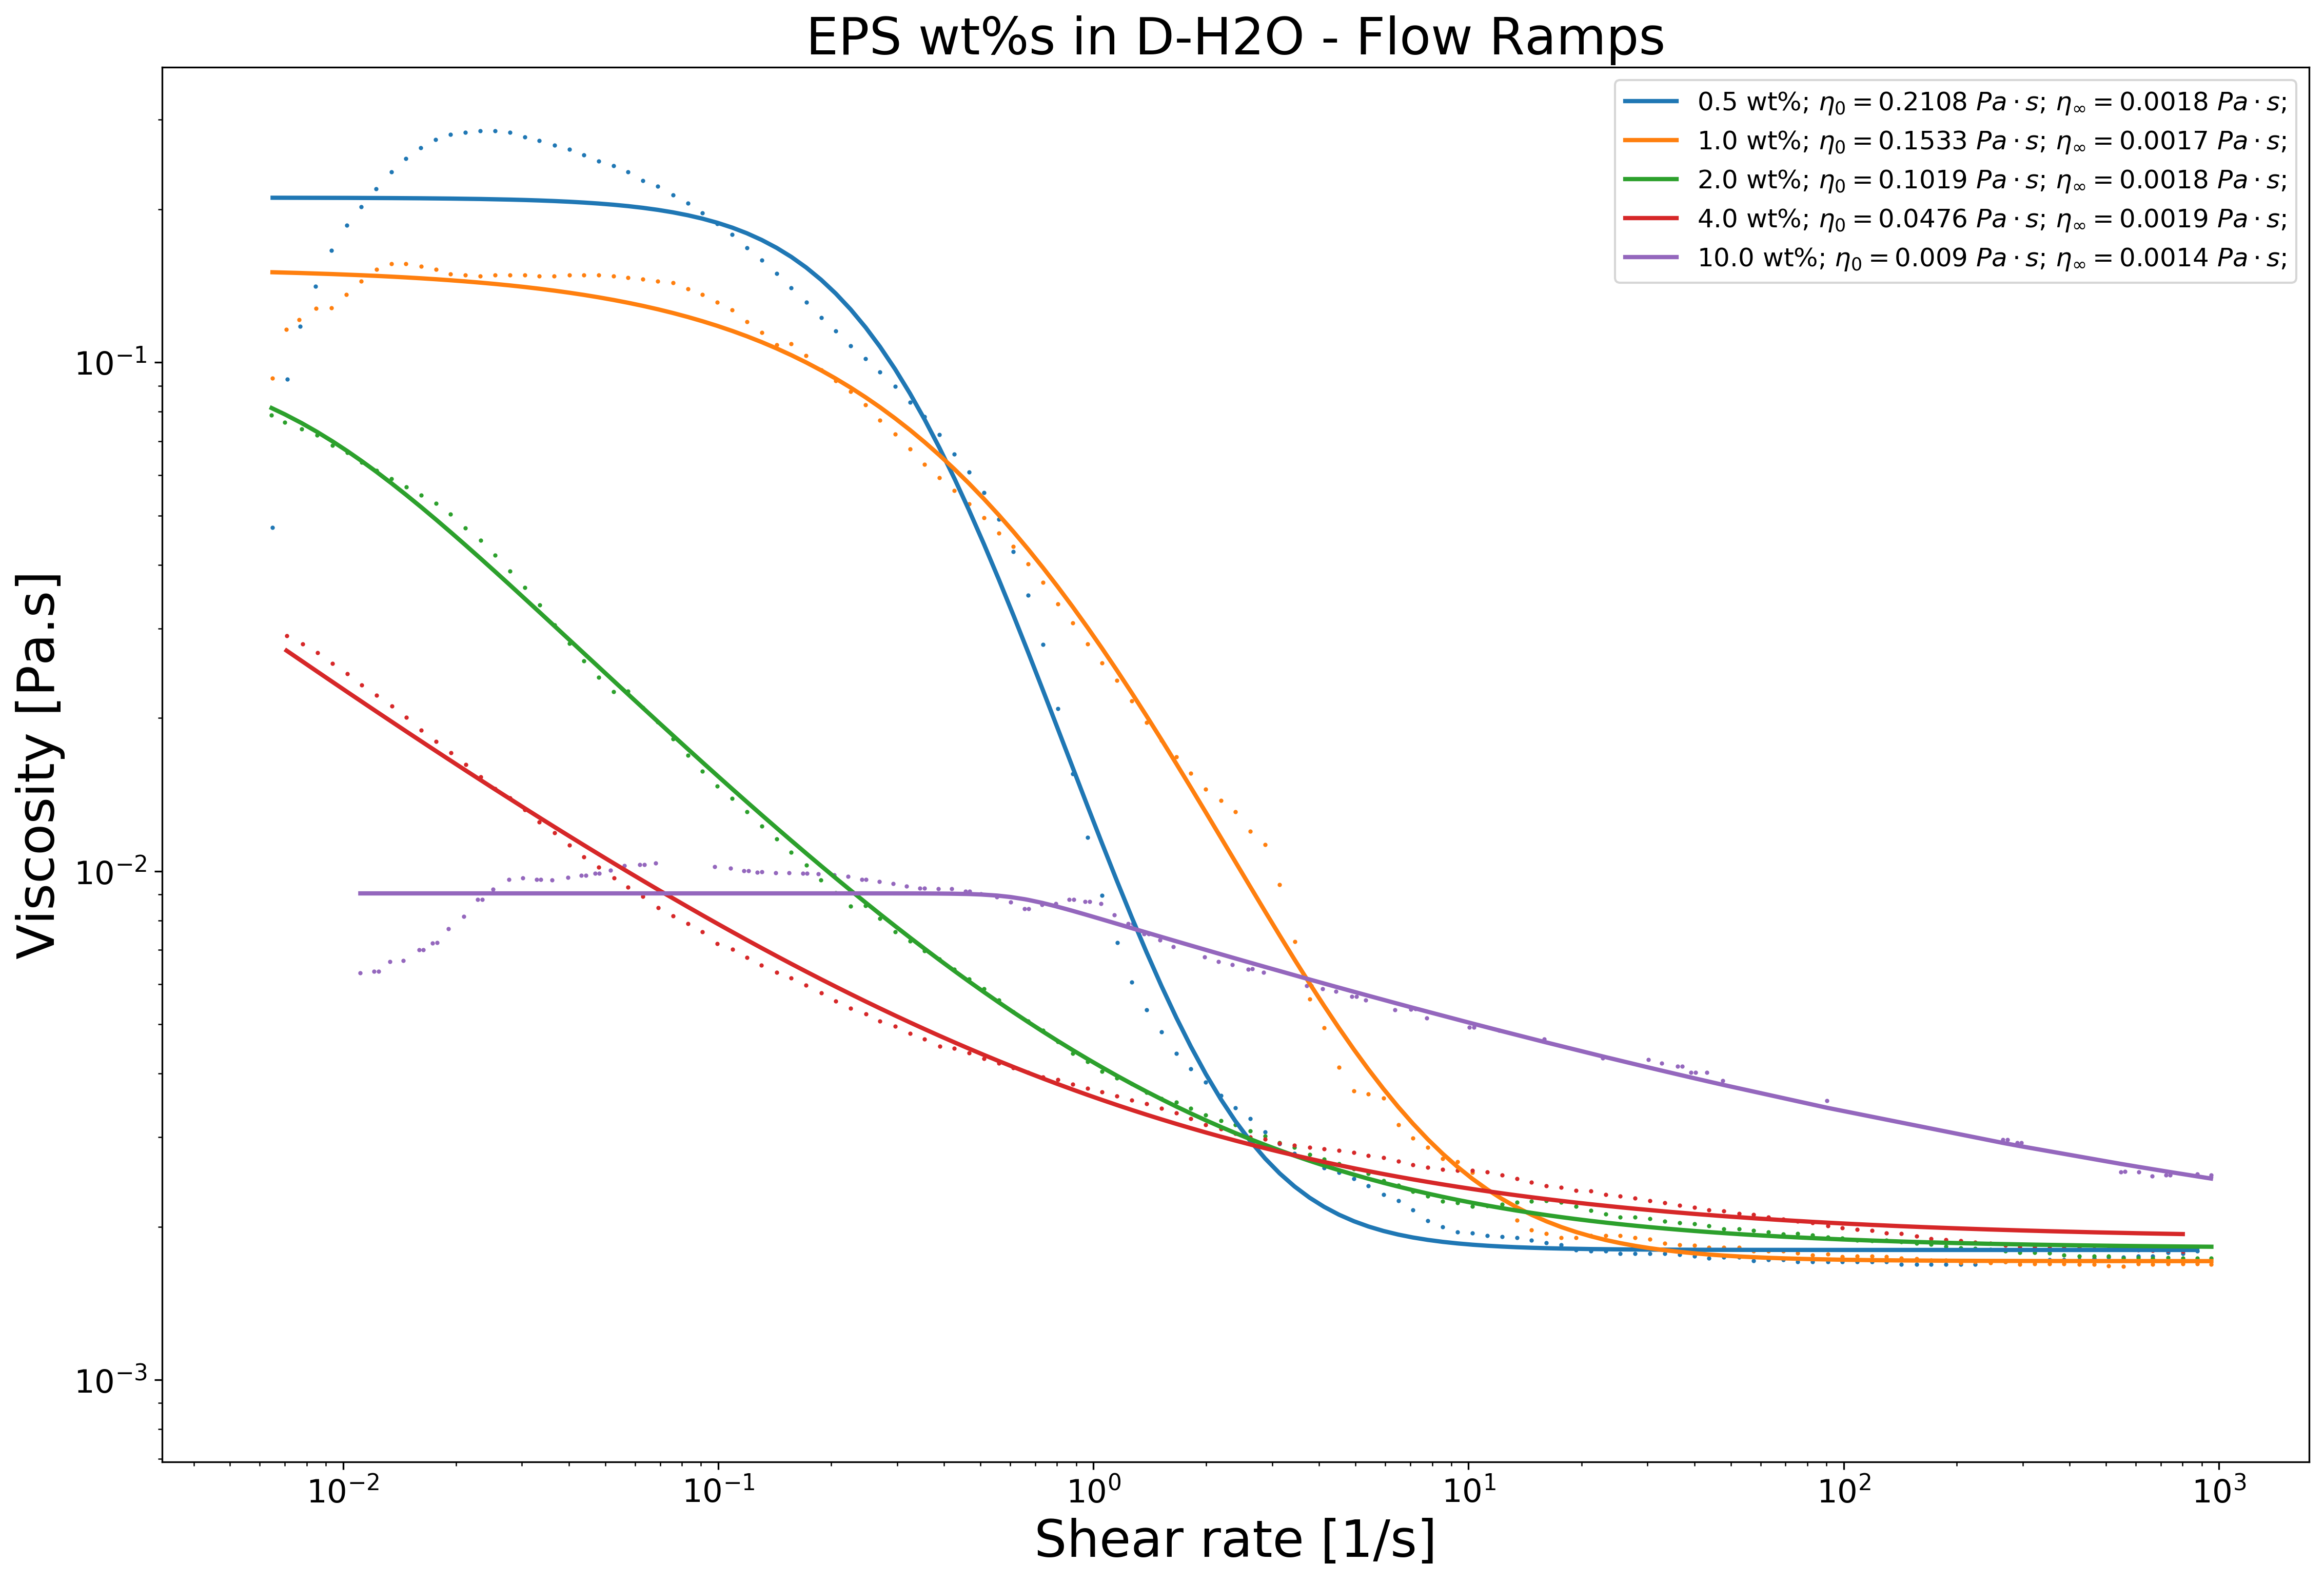 EPS wt%s in D-H2O - Flow Ramps
0.5 wt%; η₀ = 0.2108 Pa · s; η∞ = 0.0018 Pa · s;
1.0 wt%; η₀ = 0.1533 Pa · s; η∞ = 0.0017 Pa · s;
2.0 wt%; η₀ = 0.1019 Pa · s; η∞ = 0.0018 Pa · s;
4.0 wt%; η₀ = 0.0476 Pa · s; η∞ = 0.0019 Pa · s;
10.0 wt%; η₀ = 0.009 Pa · s; η∞ = 0.0014 Pa · s;
Viscosity [Pa.s]
10⁻¹
10⁻²
10⁻³
10⁻² 10⁻¹ 10⁰ 10¹ 10² 10³
Shear rate [1/s]